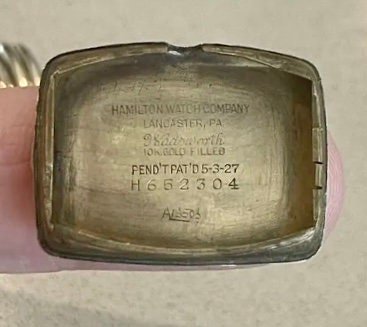 HAMILTON WATCH COMPANY
LANCASTER, PA.
Wadsworth
10K GOLD FILLED
PEND'T PAT'D 5-3-27
H652304